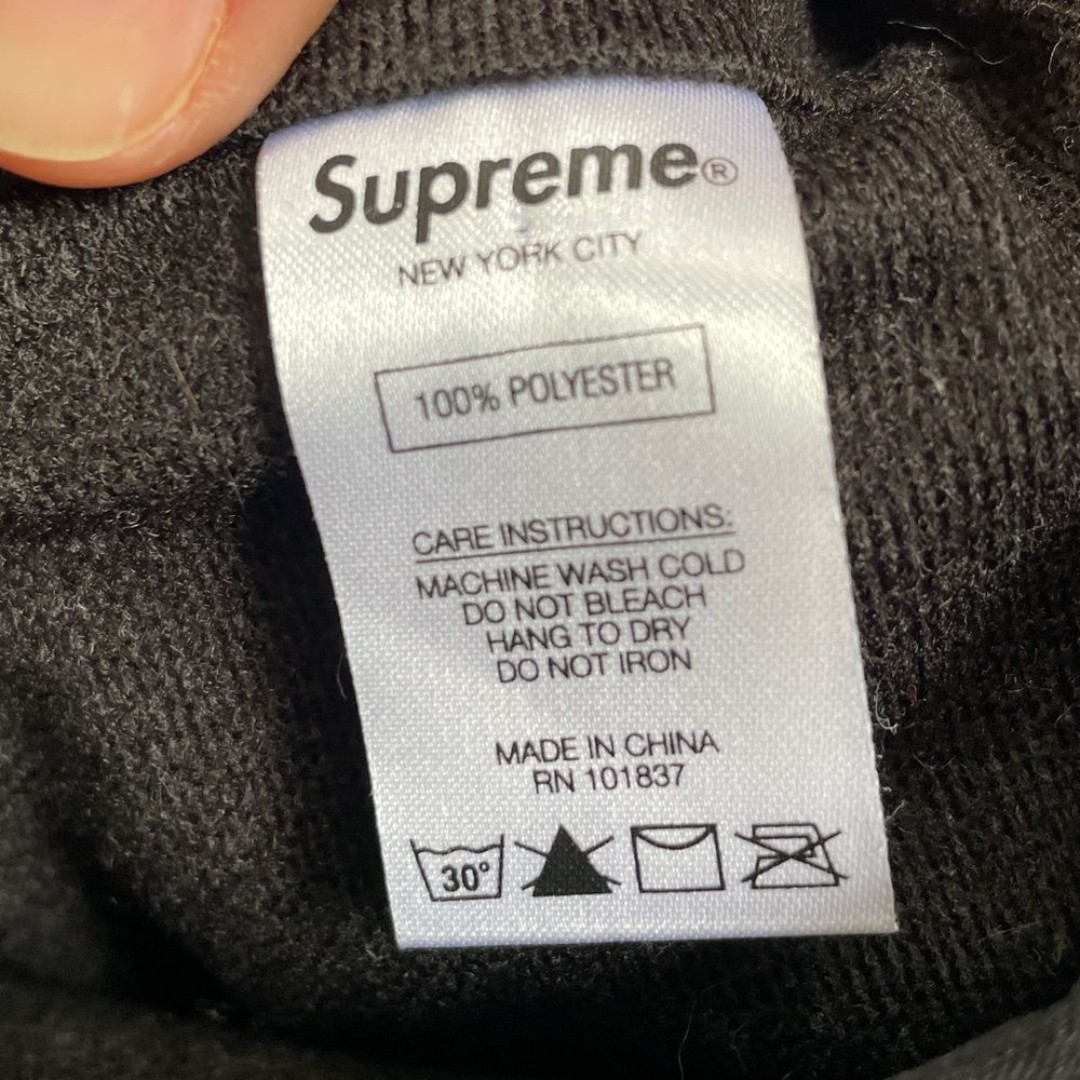 Supreme®
NEW YORK CITY
100% POLYESTER
CARE INSTRUCTIONS:
MACHINE WASH COLD
DO NOT BLEACH
HANG TO DRY
DO NOT IRON
MADE IN CHINA
RN 101837
30°